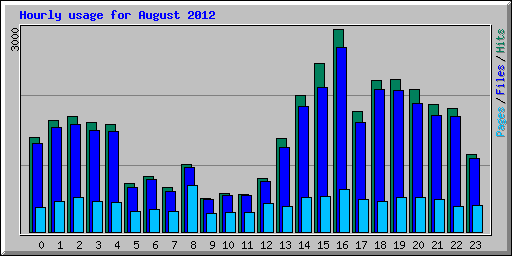 Hourly usage for August 2012
3000
Pages / Files / Hits
0 1 2 3 4 5 6 7 8 9 10 11 12 13 14 15 16 17 18 19 20 21 22 23